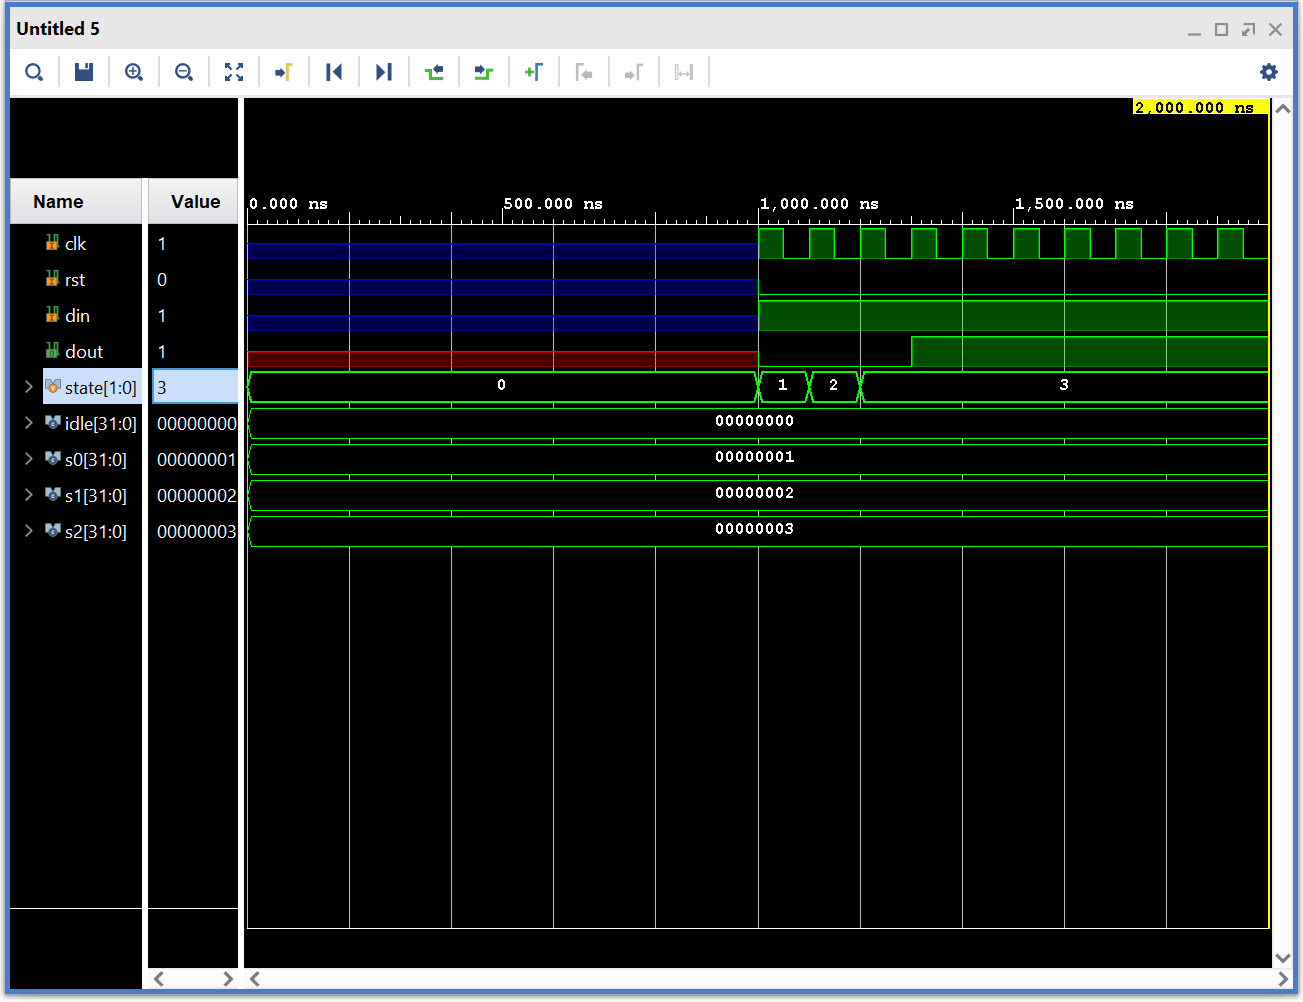 Untitled 5
2,000.000 ns
Name Value
0.000 ns 500.000 ns 1,000.000 ns 1,500.000 ns
clk 1
rst 0
din 1
dout 1
state[1:0] 3 0 1 2 3
idle[31:0] 00000000 00000000
s0[31:0] 00000001 00000001
s1[31:0] 00000002 00000002
s2[31:0] 00000003 00000003